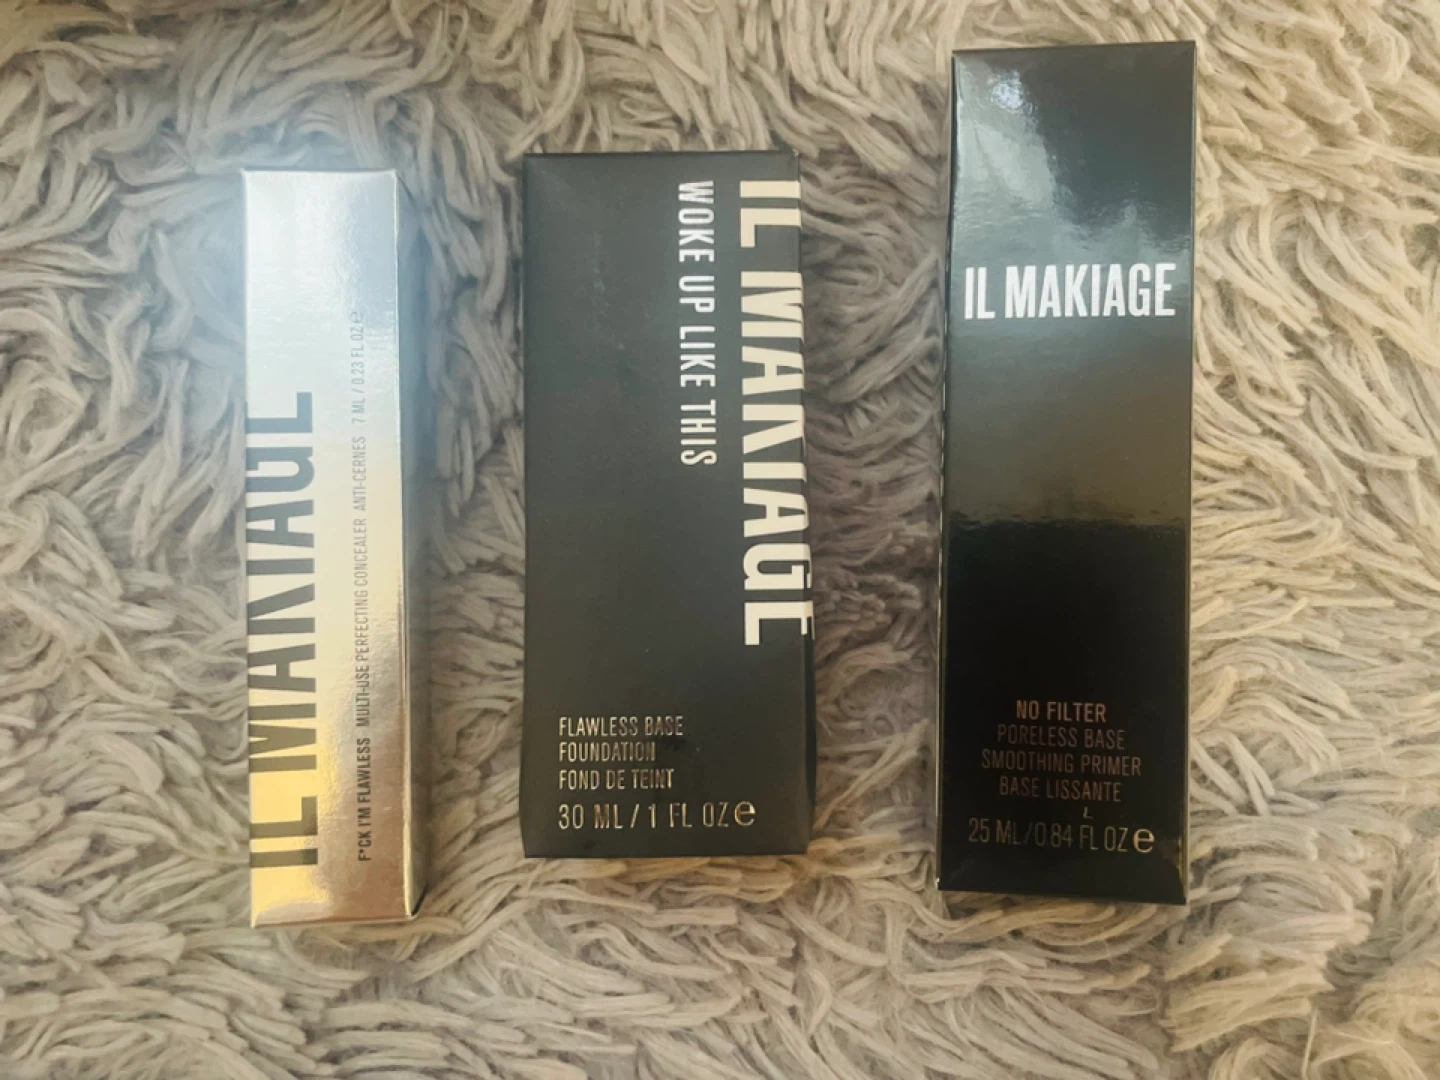 IL MAKIAGE
F*CK I'M FLAWLESS MULTI-USE PERFECTING CONCEALER ANTI-CERNES 7 ML / 0.23 FL OZ e
IL MAKIAGE
WOKE UP LIKE THIS
FLAWLESS BASE
FOUNDATION
FOND DE TEINT
30 ML / 1 FL OZ e
IL MAKIAGE
NO FILTER
PORELESS BASE
SMOOTHING PRIMER
BASE LISSANTE
25 ML/0.84 FL OZ e